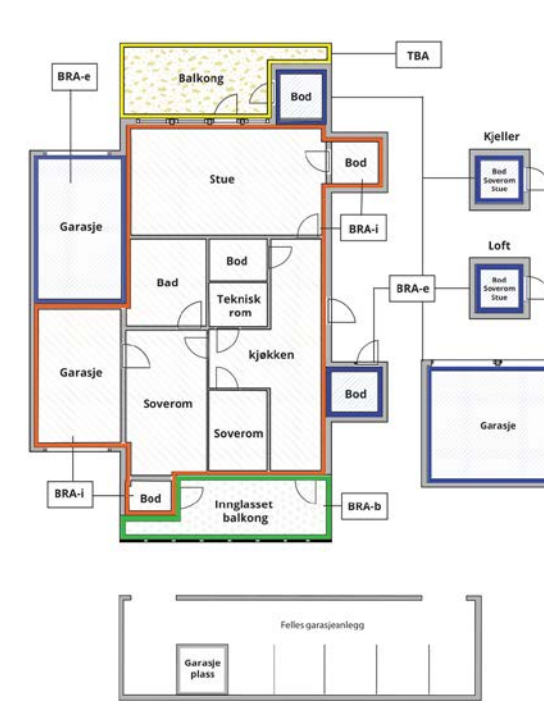 TBA
BRA-e
Balkong
Bod
Kjeller
Bod
Soverom
Stue
Stue
Bod
Garasje
BRA-i
Loft
Bod
Bad
Teknisk
rom
BRA-e
Bod
Soverom
Stue
kjøkken
Garasje
Bod
Soverom
Soverom
Garasje
BRA-i
Bod
Innglasset
balkong
BRA-b
Felles garasjeanlegg
Garasje
plass